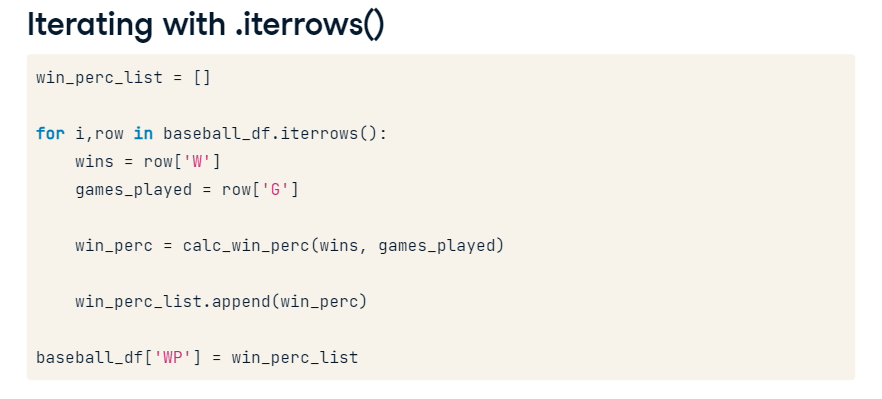 Iterating with .iterrows()
win_perc_list = []
for i,row in baseball_df.iterrows():
wins = row['W']
games_played = row['G']
win_perc = calc_win_perc(wins, games_played)
win_perc_list.append(win_perc)
baseball_df['WP'] = win_perc_list